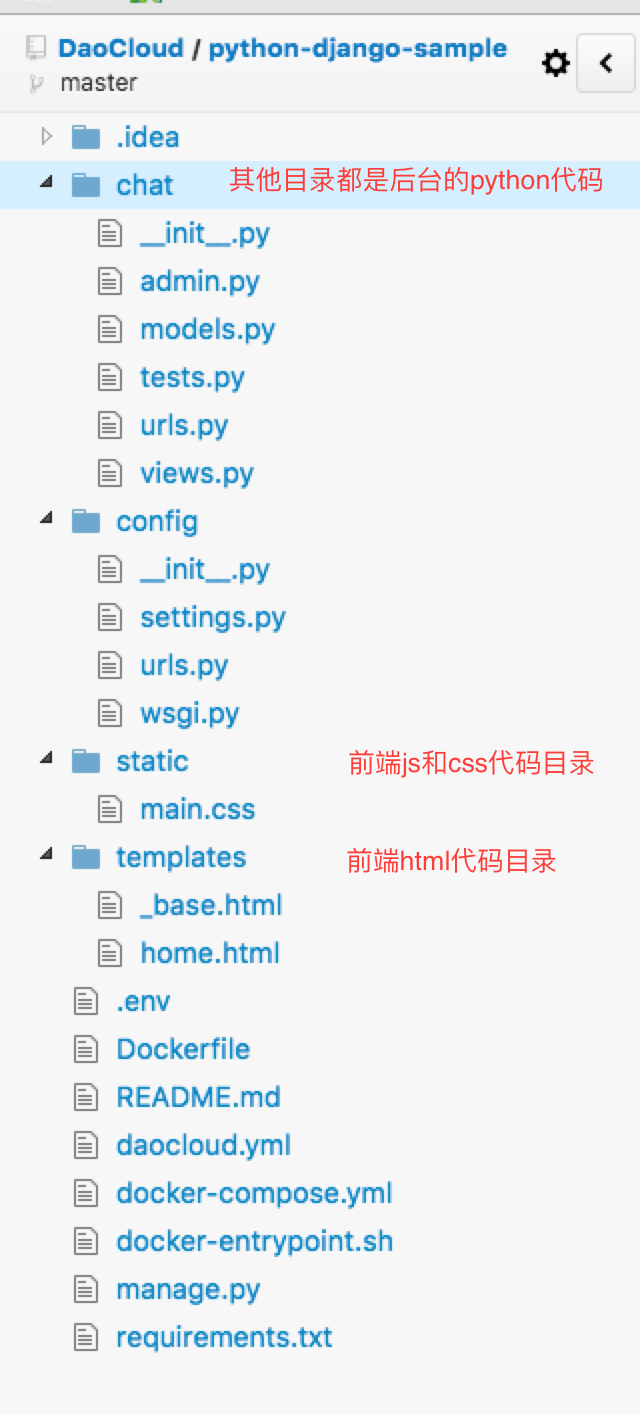 DaoCloud / python-django-sample
master
.idea
chat 其他目录都是后台的python代码
__init__.py
admin.py
models.py
tests.py
urls.py
views.py
config
__init__.py
settings.py
urls.py
wsgi.py
static 前端js和css代码目录
main.css
templates 前端html代码目录
_base.html
home.html
.env
Dockerfile
README.md
daocloud.yml
docker-compose.yml
docker-entrypoint.sh
manage.py
requirements.txt